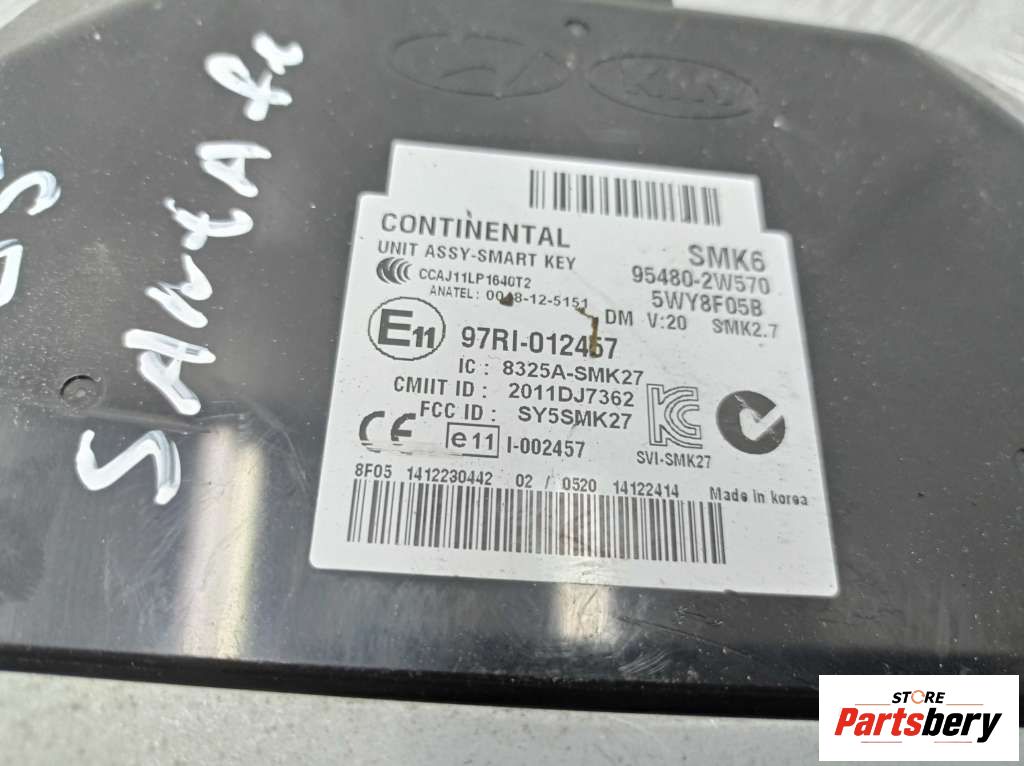 SANTA Fe
KIA
CONTINENTAL
UNIT ASSY-SMART KEY
CCAJ11LP1640T2
ANATEL: 0048-12-5151
SMK6
95480-2W570
5WY8F05B
DM V:20 SMK2.7
E11 97RI-012457
IC : 8325A-SMK27
CMIIT ID : 2011DJ7362
FCC ID : SY5SMK27
CE e11 I-002457
KC
SVI-SMK27
8F05 1412230442 02 / 0520 14122414 Made in korea
STORE
Partsbery